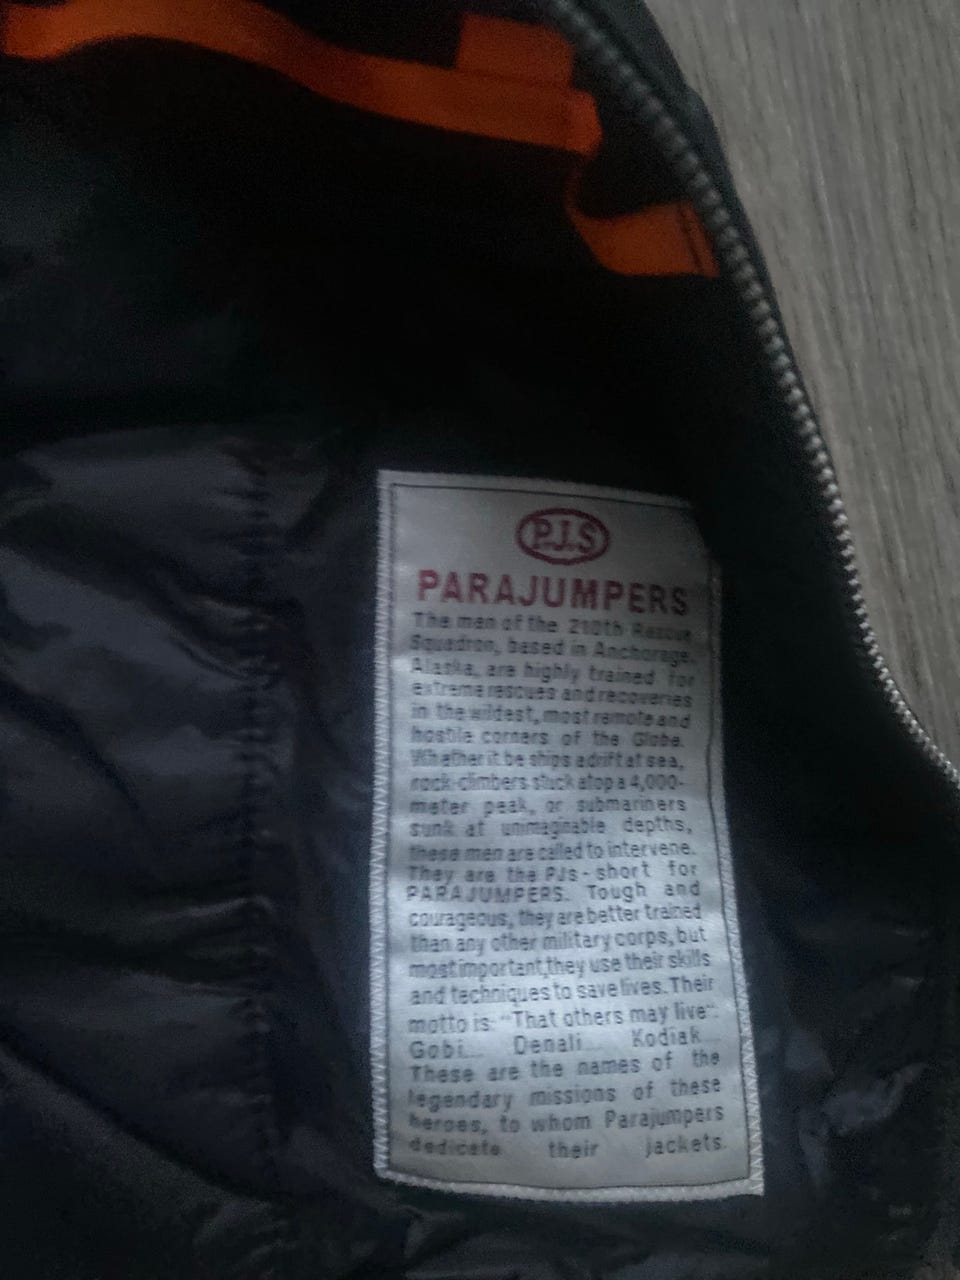 P.J.S
PARAJUMPERS
The men of the 210th Rescue
Squadron, based in Anchorage,
Alaska, are highly trained for
extreme rescues and recoveries
in the wildest, most remote and
hostile corners of the Globe.
Whether it be ships adrift at sea,
rock-climbers stuck atop a 4,000-
meter peak, or submariners
sunk at unimaginable depths,
these men are called to intervene.
They are the PJs - short for
PARAJUMPERS. Tough and
courageous, they are better trained
than any other military corps, but
most important,they use their skills
and techniques to save lives. Their
motto is: "That others may live":
Gobi... Denali... Kodiak...
These are the names of the
legendary missions of these
heroes, to whom Parajumpers
dedicate their jackets.